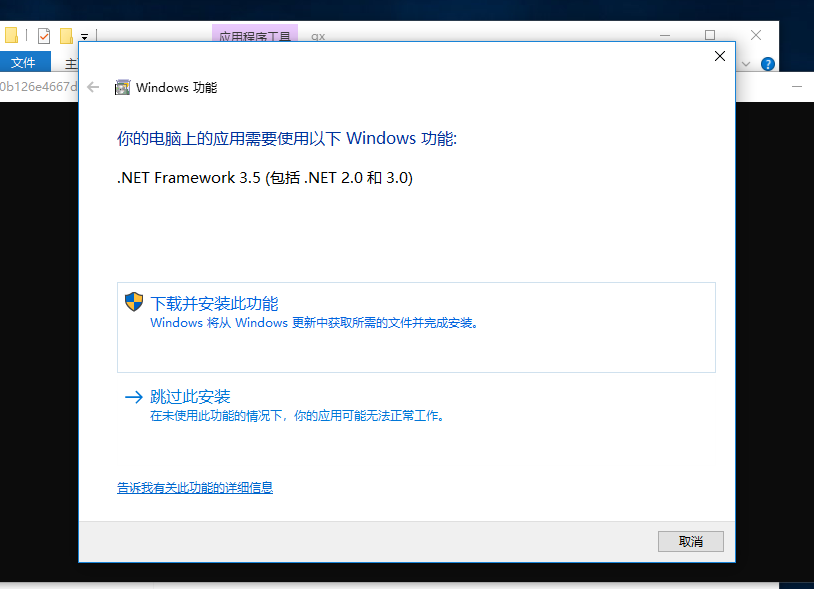 应用程序工具
gx
文件
主
0b126e4667d
Windows 功能
你的电脑上的应用需要使用以下 Windows 功能:
.NET Framework 3.5 (包括 .NET 2.0 和 3.0)
下载并安装此功能
Windows 将从 Windows 更新中获取所需的文件并完成安装。
跳过此安装
在未使用此功能的情况下，你的应用可能无法正常工作。
告诉我有关此功能的详细信息
取消